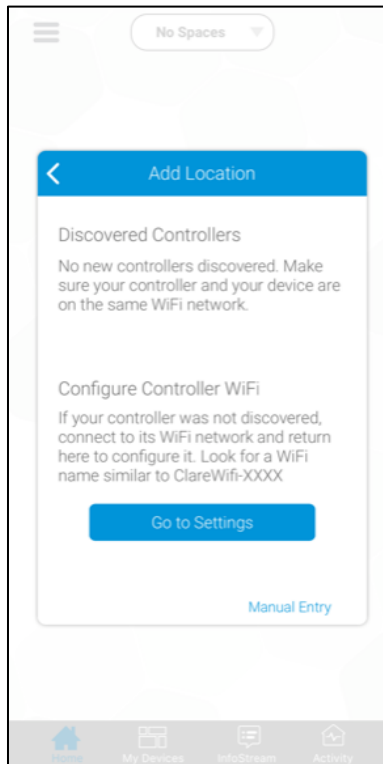 No Spaces
Add Location
Discovered Controllers
No new controllers discovered. Make
sure your controller and your device are
on the same WiFi network.
Configure Controller WiFi
If your controller was not discovered,
connect to its WiFi network and return
here to configure it. Look for a WiFi
name similar to ClareWifi-XXXX
Go to Settings
Manual Entry
Home My Devices InfoStream Activity